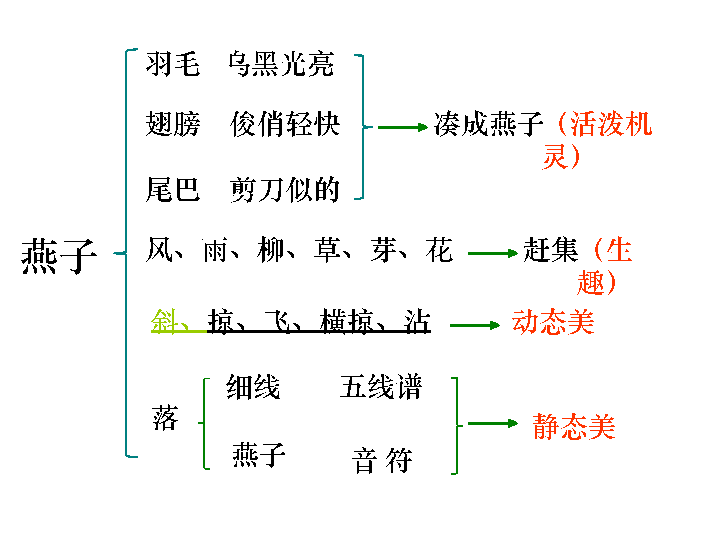 羽毛 乌黑光亮
翅膀 俊俏轻快
凑成燕子（活泼机
灵）
尾巴 剪刀似的
燕子
风、雨、柳、草、芽、花
赶集（生
趣）
斜、掠、飞、横掠、沾
动态美
落
细线 五线谱
燕子 音 符
静态美